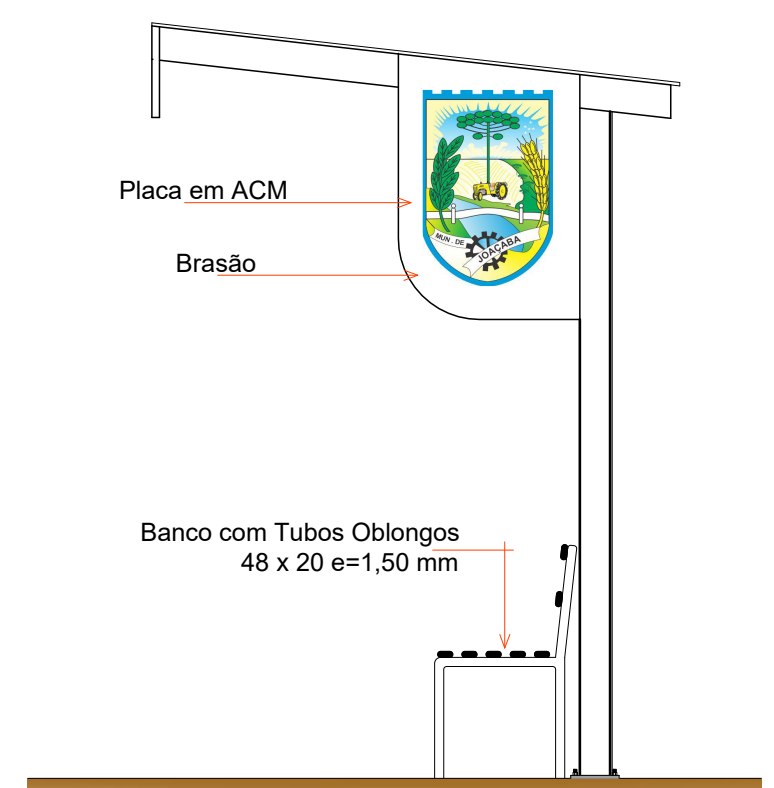 Placa em ACM
Brasão
MUN. DE
JOAÇABA
Banco com Tubos Oblongos
48 x 20 e=1,50 mm